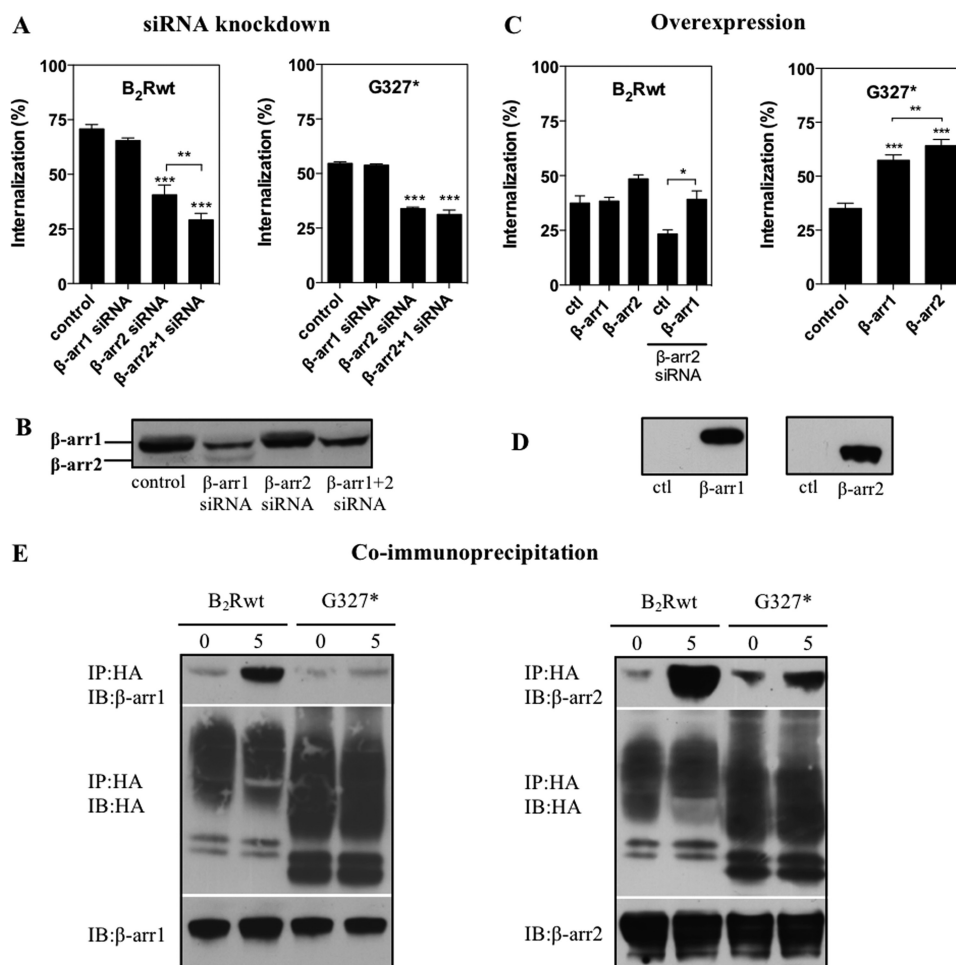 A siRNA knockdown
100
75
50
25
0
Internalization (%)
B2Rwt
***
**
***
control
β-arr1 siRNA
β-arr2 siRNA
β-arr2+1 siRNA
100
75
50
25
0
Internalization (%)
G327*
***
***
control
β-arr1 siRNA
β-arr2 siRNA
β-arr2+1 siRNA
C Overexpression
100
75
50
25
0
Internalization (%)
B2Rwt
*
ctl
β-arr1
β-arr2
ctl
β-arr1
β-arr2
siRNA
100
75
50
25
0
Internalization (%)
G327*
**
***
***
Control
β-arr1
β-arr2
B
β-arr1
β-arr2
control
β-arr1
siRNA
β-arr2
siRNA
β-arr1+2
siRNA
D
ctl β-arr1
ctl β-arr2
E Co-immunoprecipitation
B2Rwt G327*
0 5 0 5
IP:HA
IB:β-arr1
IP:HA
IB:HA
IB:β-arr1
B2Rwt G327*
0 5 0 5
IP:HA
IB:β-arr2
IP:HA
IB:HA
IB:β-arr2